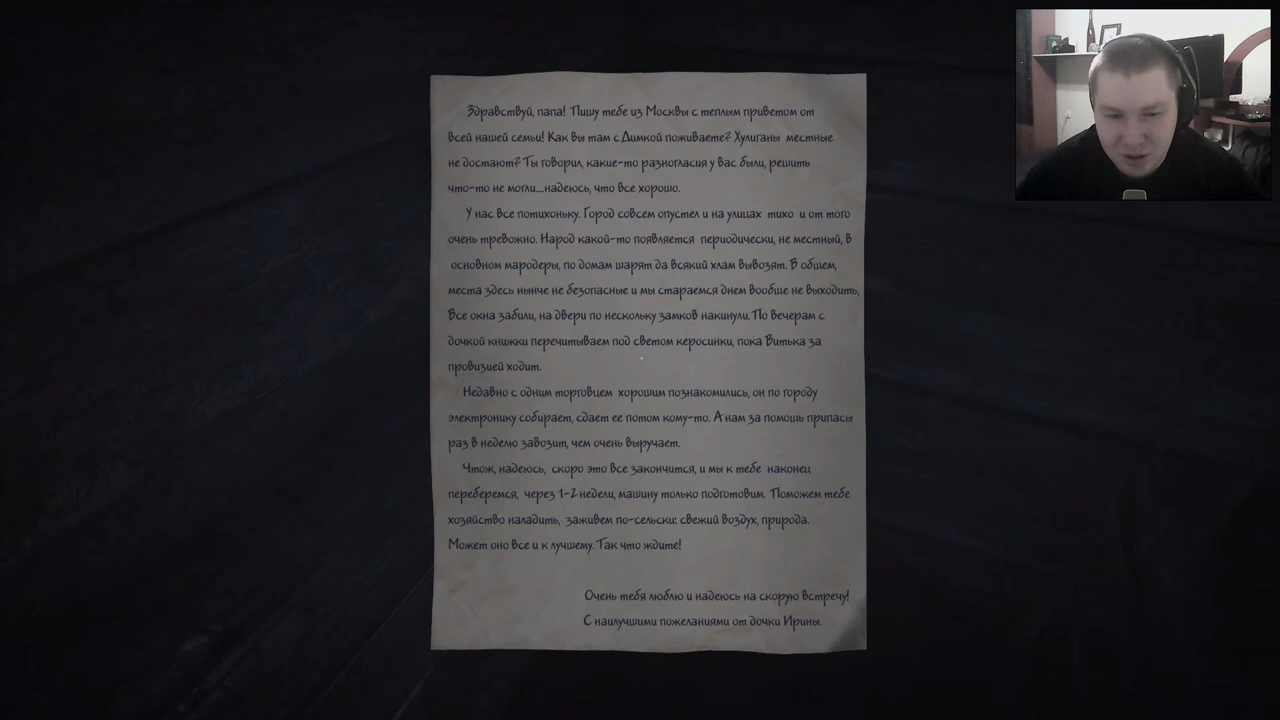 Здравствуй, папа! Пишу тебе из Москвы с теплым приветом от
всей нашей семьи! Как вы там с Димкой поживаете? Хулиганы местные
не достают? Ты говорил, какие-то разногласия у вас были, решить
что-то не могли....надеюсь, что все хорошо.
У нас все потихоньку. Город совсем опустел и на улицах тихо и от того
очень тревожно. Народ какой-то появляется периодически, не местный, в
основном мародеры, по домам шарят да всякий хлам вывозят. В общем,
места здесь нынче не безопасные и мы стараемся днем вообще не выходить,
Все окна забили, на двери по нескольку замков накинули. По вечерам с
дочкой книжки перечитываем под светом керосинки, пока Витька за
провизией ходит.
Недавно с одним торговцем хорошим познакомились, он по городу
электронику собирает, сдает ее потом кому-то. А нам за помощь припасы
раз в неделю завозит, чем очень выручает.
Чтож, надеюсь, скоро это все закончится, и мы к тебе наконец
переберемся, через 1-2 недели, машину только подготовим. Поможем тебе
хозяйство наладить, заживем по-сельски: свежий воздух, природа.
Может оно все и к лучшему. Так что ждите!
Очень тебя люблю и надеюсь на скорую встречу!
С наилучшими пожеланиями от дочки Ирины.